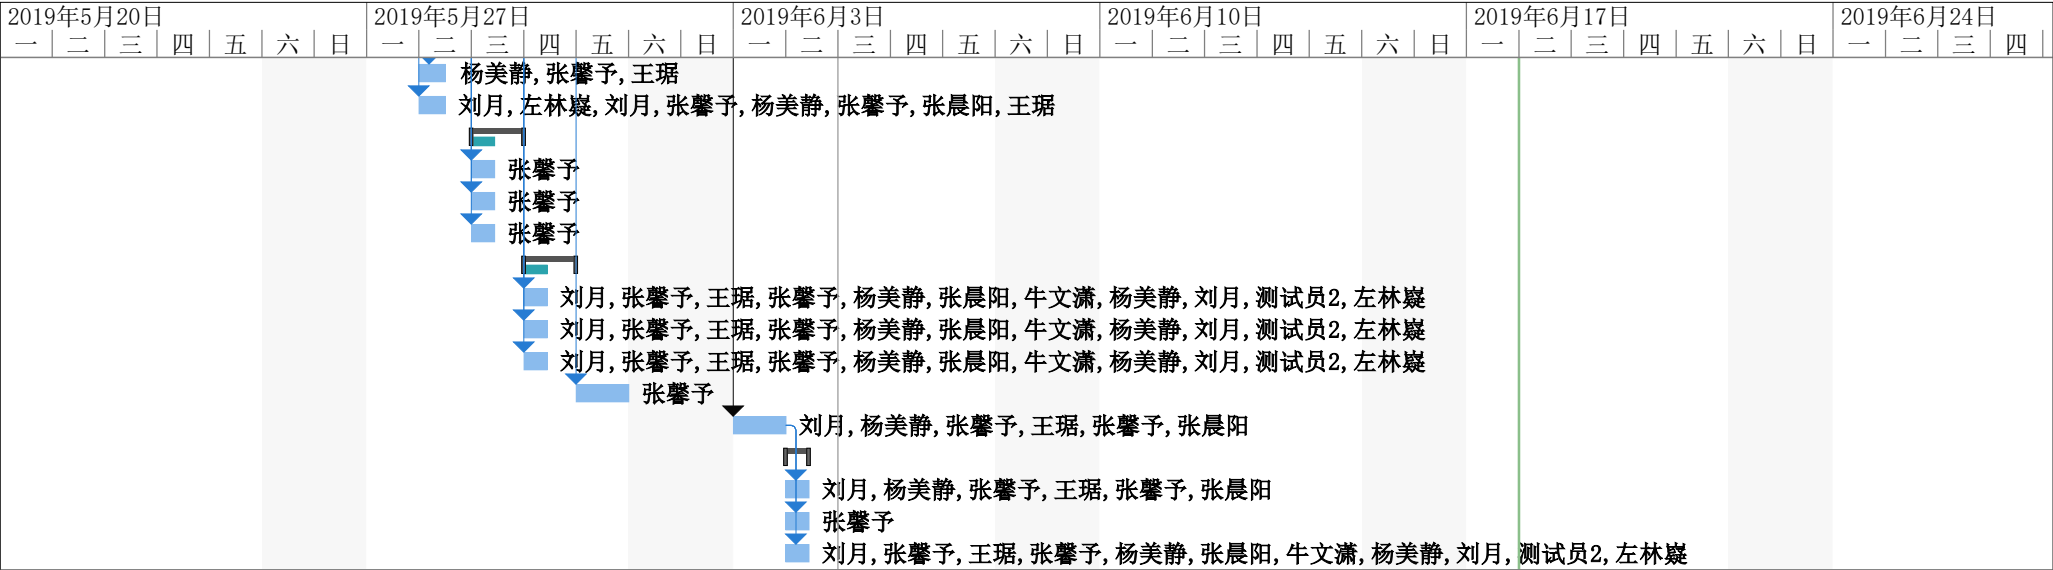 2019年5月20日 2019年5月27日 2019年6月3日 2019年6月10日 2019年6月17日 2019年6月24日
一 二 三 四 五 六 日 一 二 三 四 五 六 日 一 二 三 四 五 六 日 一 二 三 四 五 六 日 一 二 三 四 五 六 日 一 二 三 四
杨美静,张馨予,王琚
刘月,左林嶷,刘月,张馨予,杨美静,张馨予,张晨阳,王琚
张馨予
张馨予
张馨予
刘月,张馨予,王琚,张馨予,杨美静,张晨阳,牛文潇,杨美静,刘月,测试员2,左林嶷
刘月,张馨予,王琚,张馨予,杨美静,张晨阳,牛文潇,杨美静,刘月,测试员2,左林嶷
刘月,张馨予,王琚,张馨予,杨美静,张晨阳,牛文潇,杨美静,刘月,测试员2,左林嶷
张馨予
刘月,杨美静,张馨予,王琚,张馨予,张晨阳
刘月,杨美静,张馨予,王琚,张馨予,张晨阳
张馨予
刘月,张馨予,王琚,张馨予,杨美静,张晨阳,牛文潇,杨美静,刘月,测试员2,左林嶷